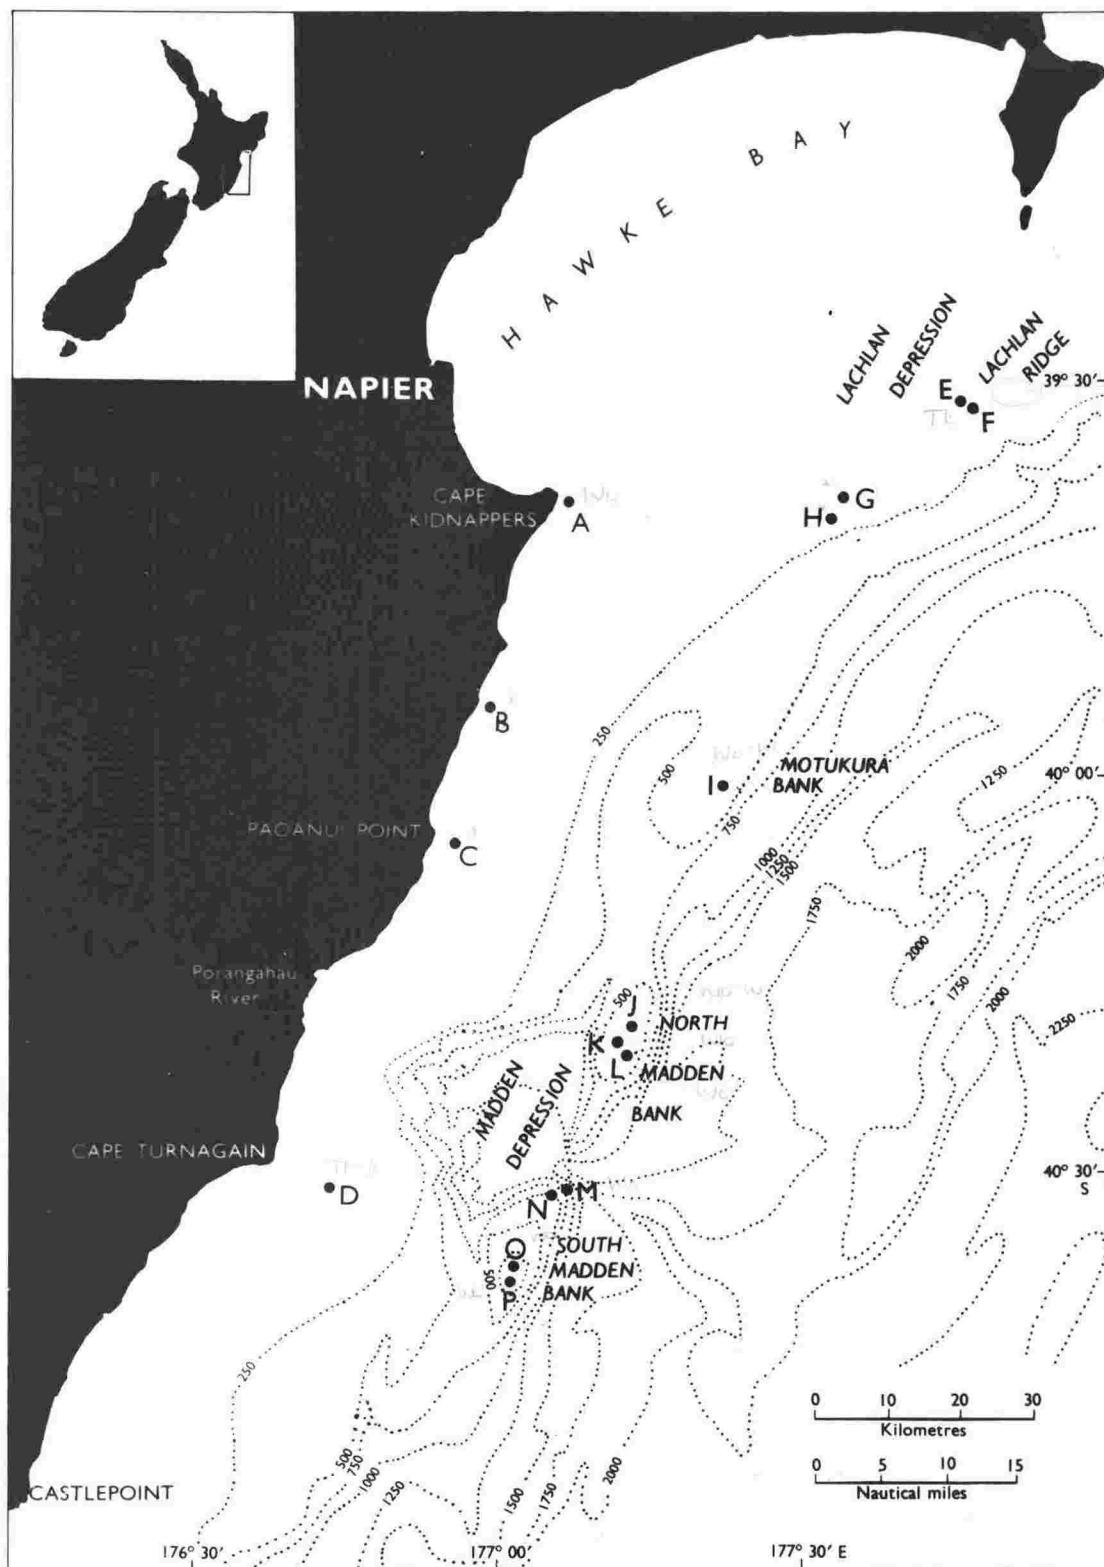 HAWKE BAY
LACHLAN
DEPRESSION
LACHLAN
RIDGE
39° 30'
NAPIER
E
F
CAPE
KIDNAPPERS
A
G
H
B
250
500
I
MOTUKURA
BANK
40° 00'
1250
750
PAOANUI POINT
C
1000
1250
1500
1750
2000
1750
2000
Porangahau
River
500
J
NORTH
2250
K
L
MADDEN
BANK
MADDEN
DEPRESSION
CAPE TURNAGAIN
40° 30'
S
D
N
M
O
SOUTH
MADDEN
BANK
500
P
250
0 10 20 30
Kilometres
0 5 10 15
Nautical miles
500
750
1000
1250
1500
1750
2000
CASTLEPOINT
176° 30' 177° 00' 177° 30' E